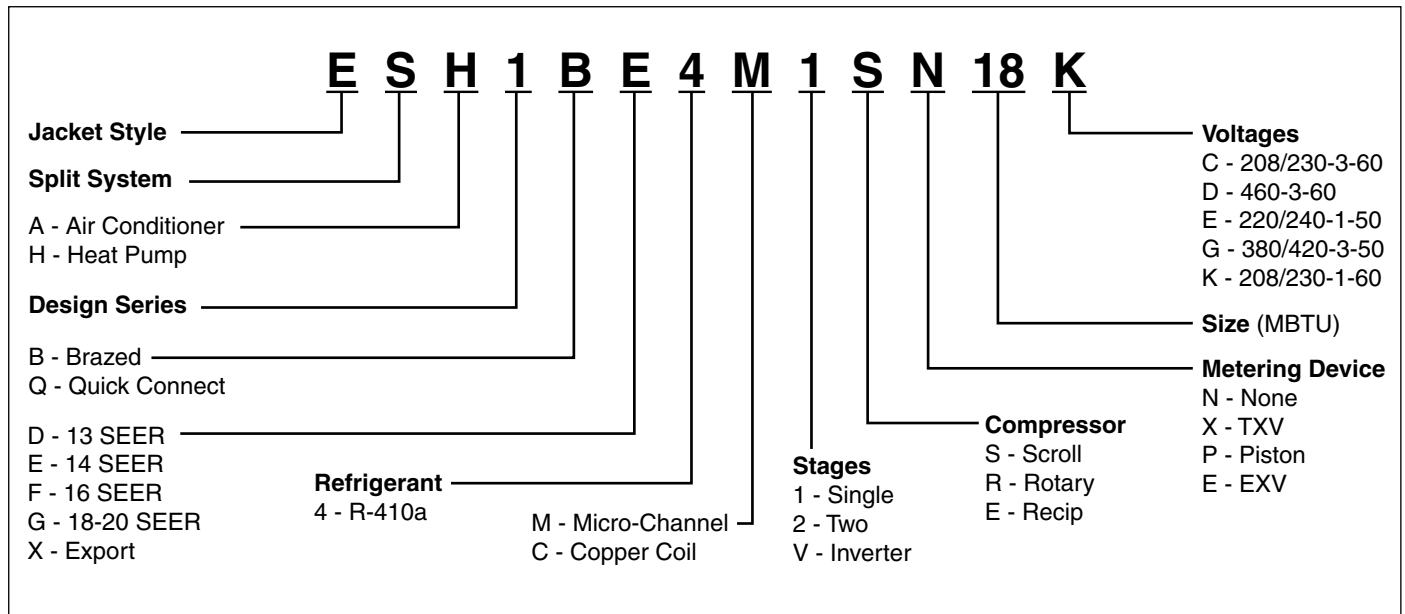 E S H 1 B E 4 M 1 S N 18 K
Jacket Style
Split System
A - Air Conditioner
H - Heat Pump
Design Series
B - Brazed
Q - Quick Connect
D - 13 SEER
E - 14 SEER
F - 16 SEER
G - 18-20 SEER
X - Export
Refrigerant
4 - R-410a
M - Micro-Channel
C - Copper Coil
Stages
1 - Single
2 - Two
V - Inverter
Compressor
S - Scroll
R - Rotary
E - Recip
Voltages
C - 208/230-3-60
D - 460-3-60
E - 220/240-1-50
G - 380/420-3-50
K - 208/230-1-60
Size (MBTU)
Metering Device
N - None
X - TXV
P - Piston
E - EXV